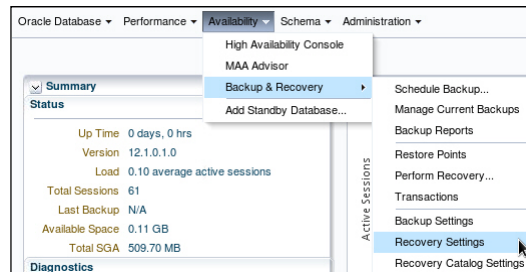 Oracle Database Performance Availability Schema Administration
High Availability Console
MAA Advisor
Backup & Recovery
Add Standby Database...
Schedule Backup...
Manage Current Backups
Backup Reports
Restore Points
Perform Recovery...
Transactions
Backup Settings
Recovery Settings
Recovery Catalog Settings
Summary
Status
Up Time 0 days, 0 hrs
Version 12.1.0.1.0
Load 0.10 average active sessions
Total Sessions 61
Last Backup N/A
Available Space 0.11 GB
Total SGA 509.70 MB
Diagnostics
Active Sessions